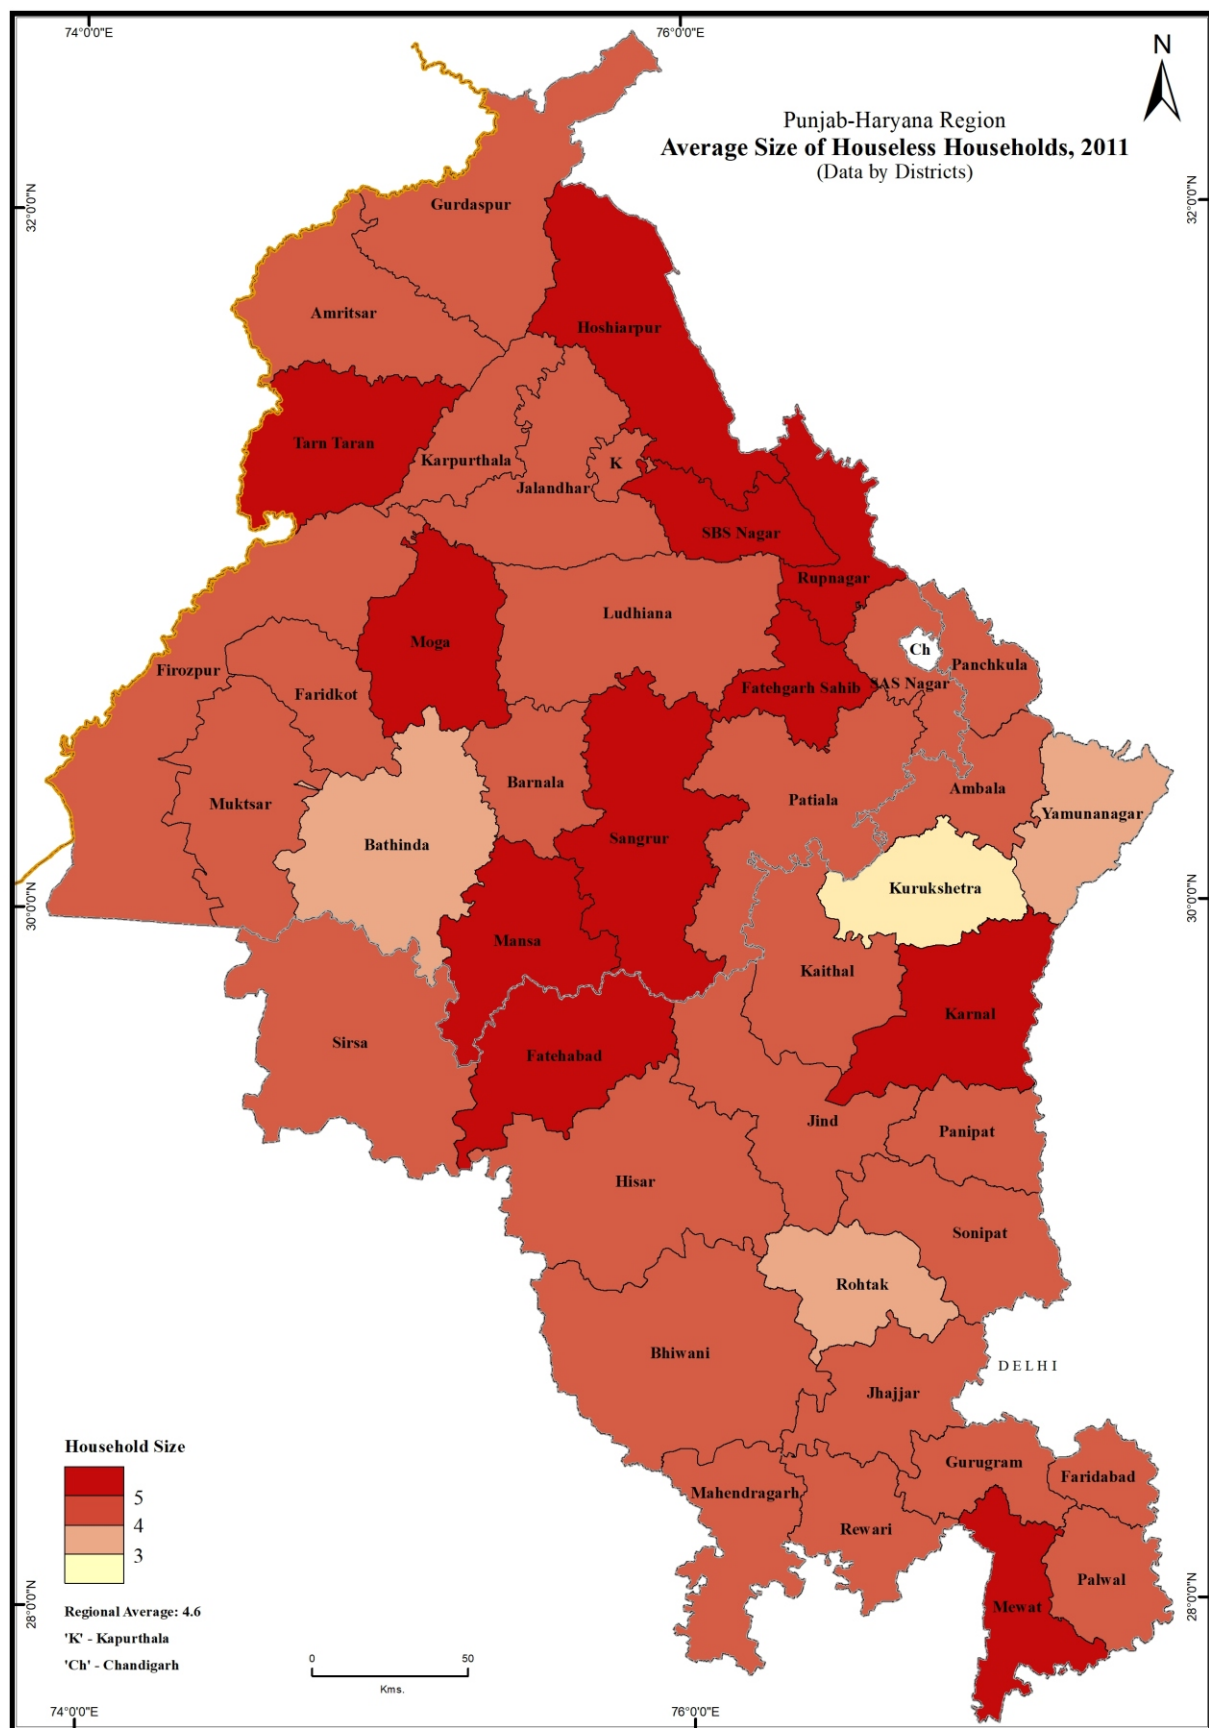 74°0'0"E
76°0'0"E
N
Punjab-Haryana Region
Average Size of Houseless Households, 2011
(Data by Districts)
32°0'0"N
32°0'0"N
Gurdaspur
Amritsar
Hoshiarpur
Tarn Taran
Karpurthala
K
Jalandhar
SBS Nagar
Rupnagar
Ludhiana
Moga
Ch
Panchkula
Firozpur
Faridkot
Fatehgarh Sahib
SAS Nagar
Barnala
Ambala
Muktsar
Patiala
Yamunanagar
Bathinda
Sangrur
Kurukshetra
30°0'0"N
30°0'0"N
Mansa
Kaithal
Karnal
Sirsa
Fatehabad
Jind
Panipat
Hisar
Sonipat
Rohtak
Bhiwani
DELHI
Jhajjar
Household Size
Gurugram
Faridabad
Mahendragarh
5
4
3
Rewari
Palwal
Mewat
28°0'0"N
28°0'0"N
Regional Average: 4.6
'K' - Kapurthala
'Ch' - Chandigarh
0 50
Kms.
74°0'0"E
76°0'0"E